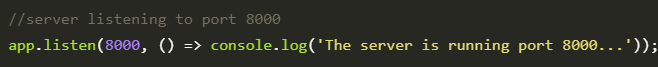 //server listening to port 8000
app.listen(8000, () => console.log('The server is running port 8000...'));